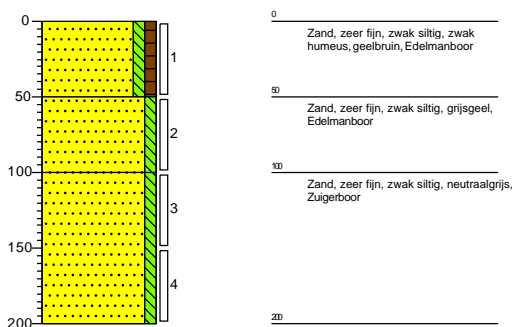 0
50
100
150
200
1
2
3
4
0
Zand, zeer fijn, zwak siltig, zwak
humeus, geelbruin, Edelmanboor
50
Zand, zeer fijn, zwak siltig, grijsgeel,
Edelmanboor
100
Zand, zeer fijn, zwak siltig, neutraalgrijs,
Zuigerboor
200